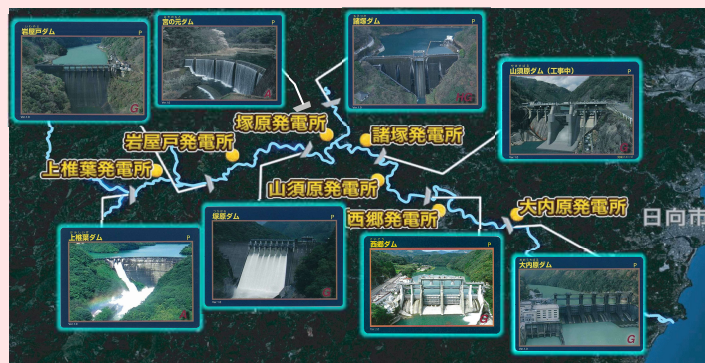 岩屋戸ダム P
G
宮の元ダム P
A
諸塚ダム P
HG
山須原ダム（工事中） P
G
塚原発電所
岩屋戸発電所
諸塚発電所
上椎葉発電所
山須原発電所
大内原発電所
西郷発電所
日向市
上椎葉ダム P
A
塚原ダム P
G
西郷ダム P
G
大内原ダム P
G